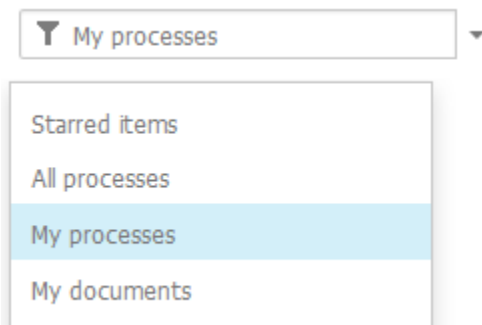 My processes
Starred items
All processes
My processes
My documents